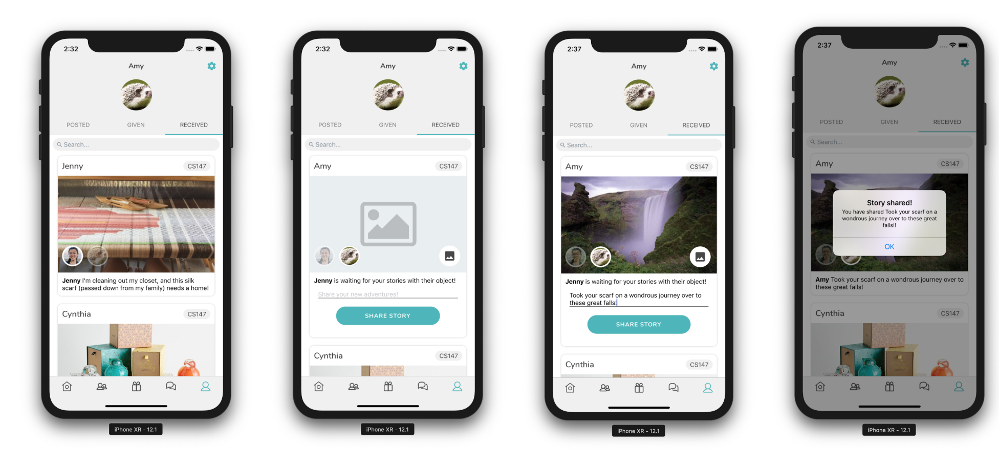 2:32
Amy
POSTED GIVEN RECEIVED
Search...
Jenny CS147
Jenny I'm cleaning out my closet, and this silk
scarf (passed down from my family) needs a home!
Cynthia CS147
iPhone XR - 12.1
2:32
Amy
POSTED GIVEN RECEIVED
Search...
Amy CS147
Jenny is waiting for your stories with their object!
Share your new adventures!
SHARE STORY
Cynthia CS147
iPhone XR - 12.1
2:37
Amy
POSTED GIVEN RECEIVED
Search...
Amy CS147
Jenny is waiting for your stories with their object!
Took your scarf on a wondrous journey over to
these great falls!
SHARE STORY
Cynthia CS147
iPhone XR - 12.1
2:37
Amy
POSTED GIVEN RECEIVED
Search...
Amy CS147
Story shared!
You have shared Took your scarf on a
wondrous journey over to these great
falls!!
OK
Amy Took your scarf on a wondrous journey over to
these great falls!
Cynthia CS147
iPhone XR - 12.1